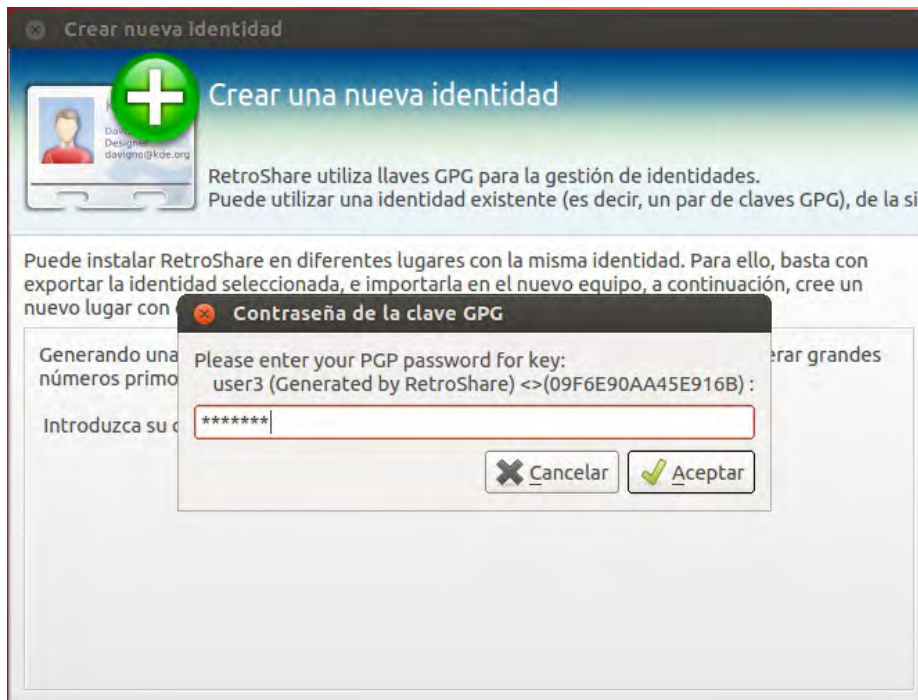 Crear nueva identidad
Crear una nueva identidad
Designer
davigno@kde.org
RetroShare utiliza llaves GPG para la gestión de identidades.
Puede utilizar una identidad existente (es decir, un par de claves GPG), de la si
Puede instalar RetroShare en diferentes lugares con la misma identidad. Para ello, basta con
exportar la identidad seleccionada, e importarla en el nuevo equipo, a continuación, cree un
nuevo lugar con
Contraseña de la clave GPG
Generando una
erar grandes
números primo
Please enter your PGP password for key:
user3 (Generated by RetroShare) <>(09F6E90AA45E916B) :
Introduzca su c
*******
Cancelar
Aceptar